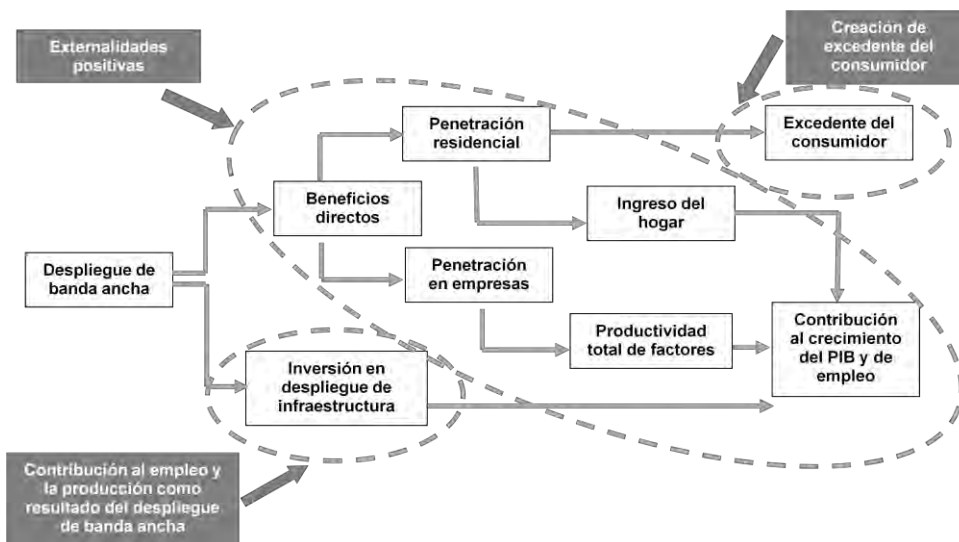 Externalidades
positivas
Creación de
excedente del
consumidor
Penetración
residencial
Excedente del
consumidor
Beneficios
directos
Ingreso del
hogar
Despliegue de
banda ancha
Penetración
en empresas
Productividad
total de factores
Contribución
al crecimiento
del PIB y de
empleo
Inversión en
despliegue de
infraestructura
Contribución al empleo y
la producción como
resultado del despliegue
de banda ancha